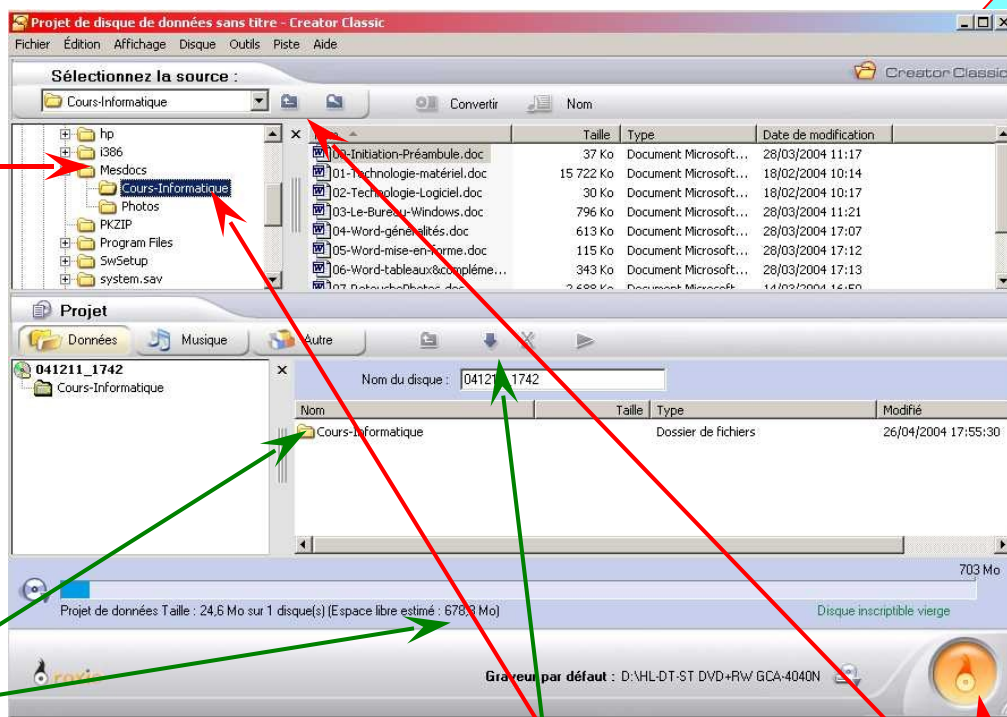 Projet de disque de données sans titre - Creator Classic
Fichier Édition Affichage Disque Outils Piste Aide
Sélectionnez la source :
Creator Classic
Cours-Informatique
Convertir
Nom
hp
i386
Mesdocs
Cours-Informatique
Photos
PKZIP
Program Files
SwSetup
system.sav
Taille Type Date de modification
00-Initiation-Préambule.doc 37 Ko Document Microsoft... 28/03/2004 11:17
01-Technologie-matériel.doc 15 722 Ko Document Microsoft... 18/02/2004 10:14
02-Technologie-Logiciel.doc 30 Ko Document Microsoft... 18/02/2004 10:17
03-Le-Bureau-Windows.doc 796 Ko Document Microsoft... 28/03/2004 11:21
04-Word-généralités.doc 613 Ko Document Microsoft... 28/03/2004 17:07
05-Word-mise-en-forme.doc 115 Ko Document Microsoft... 28/03/2004 17:12
06-Word-tableaux&compléme... 343 Ko Document Microsoft... 28/03/2004 17:13
07-RetouchePhotos.doc 2 688 Ko Document Microsoft...
Projet
Données Musique Autre
041211_1742
Cours-Informatique
Nom du disque : 041211_1742
Nom Taille Type Modifié
Cours-Informatique Dossier de fichiers 26/04/2004 17:55:30
703 Mo
Projet de données Taille : 24,6 Mo sur 1 disque(s) (Espace libre estimé : 678,3 Mo)
Disque inscriptible vierge
roxio
Graveur par défaut : D:\HL-DT-ST DVD+RW GCA-4040N